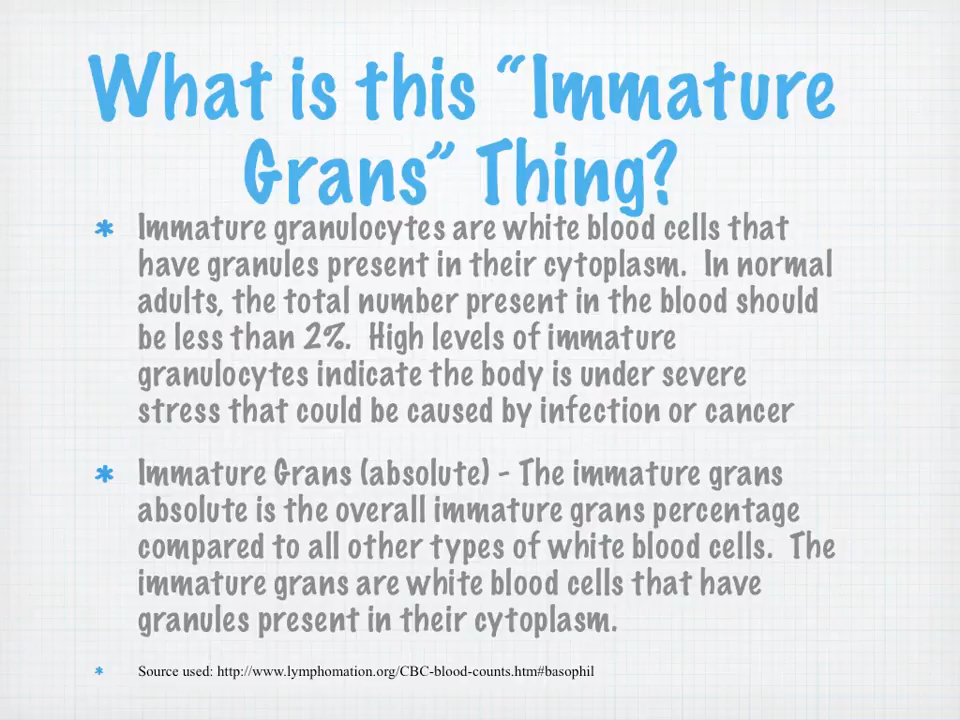 What is this “Immature
Grans” Thing?
* Immature granulocytes are white blood cells that
have granules present in their cytoplasm.  In normal
adults, the total number present in the blood should
be less than 2%.  High levels of immature
granulocytes indicate the body is under severe
stress that could be caused by infection or cancer
* Immature Grans (absolute) - The immature grans
absolute is the overall immature grans percentage
compared to all other types of white blood cells.  The
immature grans are white blood cells that have
granules present in their cytoplasm.
* Source used: http://www.lymphomation.org/CBC-blood-counts.htm#basophil